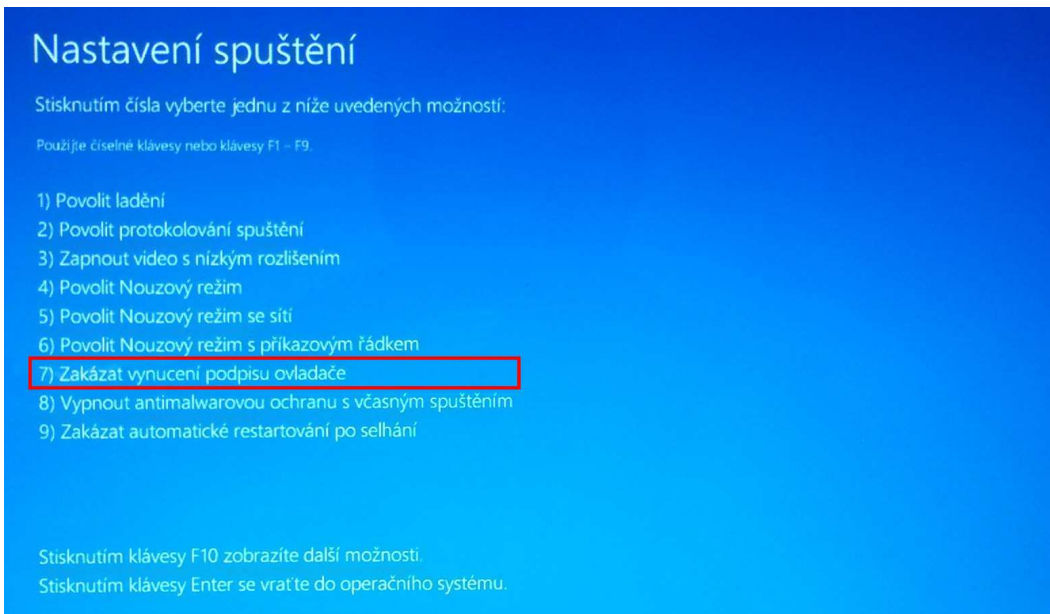 Nastavení spuštění
Stisknutím čísla vyberte jednu z níže uvedených možností:
Použijte číselné klávesy nebo klávesy F1 – F9.
1) Povolit ladění
2) Povolit protokolování spuštění
3) Zapnout video s nízkým rozlišením
4) Povolit Nouzový režim
5) Povolit Nouzový režim se sítí
6) Povolit Nouzový režim s příkazovým řádkem
7) Zakázat vynucení podpisu ovladače
8) Vypnout antimalwarovou ochranu s včasným spuštěním
9) Zakázat automatické restartování po selhání
Stisknutím klávesy F10 zobrazíte další možnosti.
Stisknutím klávesy Enter se vraťte do operačního systému.